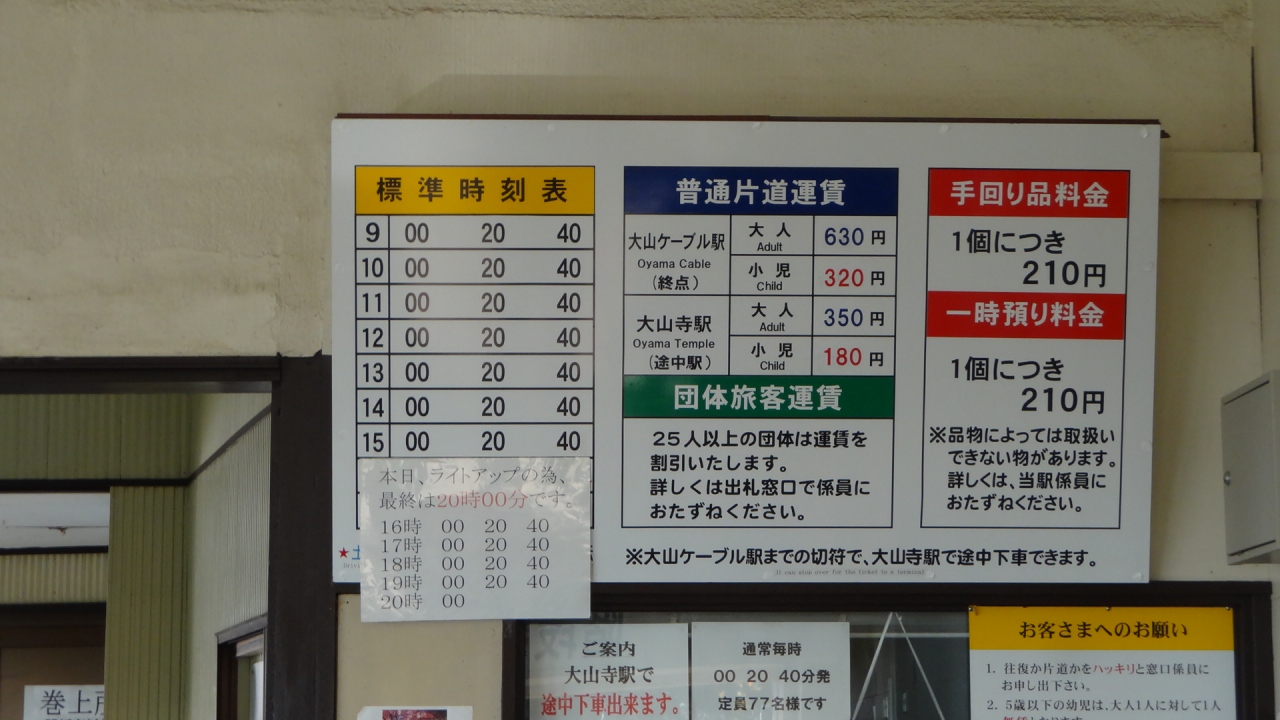 標準時刻表
9 00 20 40
10 00 20 40
11 00 20 40
12 00 20 40
13 00 20 40
14 00 20 40
15 00 20 40
本日、ライトアップの為、
最終は20時00分です。
16時 00 20 40
17時 00 20 40
18時 00 20 40
19時 00 20 40
20時 00
普通片道運賃
大山ケーブル駅
Oyama Cable
(終点)
大人 630円
Adult
小児 320円
Child
大山寺駅
Oyama Temple
(途中駅)
大人 350円
Adult
小児 180円
Child
団体旅客運賃
25人以上の団体は運賃を
割引いたします。
詳しくは出札窓口で係員に
おたずねください。
手回り品料金
1個につき
210円
一時預り料金
1個につき
210円
※品物によっては取扱い
できない物があります。
詳しくは、当駅係員に
おたずねください。
★
※大山ケーブル駅までの切符で、大山寺駅で途中下車できます。
It can stop over for the ticket to a terminal
ご案内
大山寺駅で
途中下車出来ます。
通常毎時
00 20 40分発
定員77名様です
お客さまへのお願い
1. 往復か片道かをハッキリと窓口係員に
お申し出下さい。
2. 5歳以下の幼児は、大人1人に対して1人
巻上